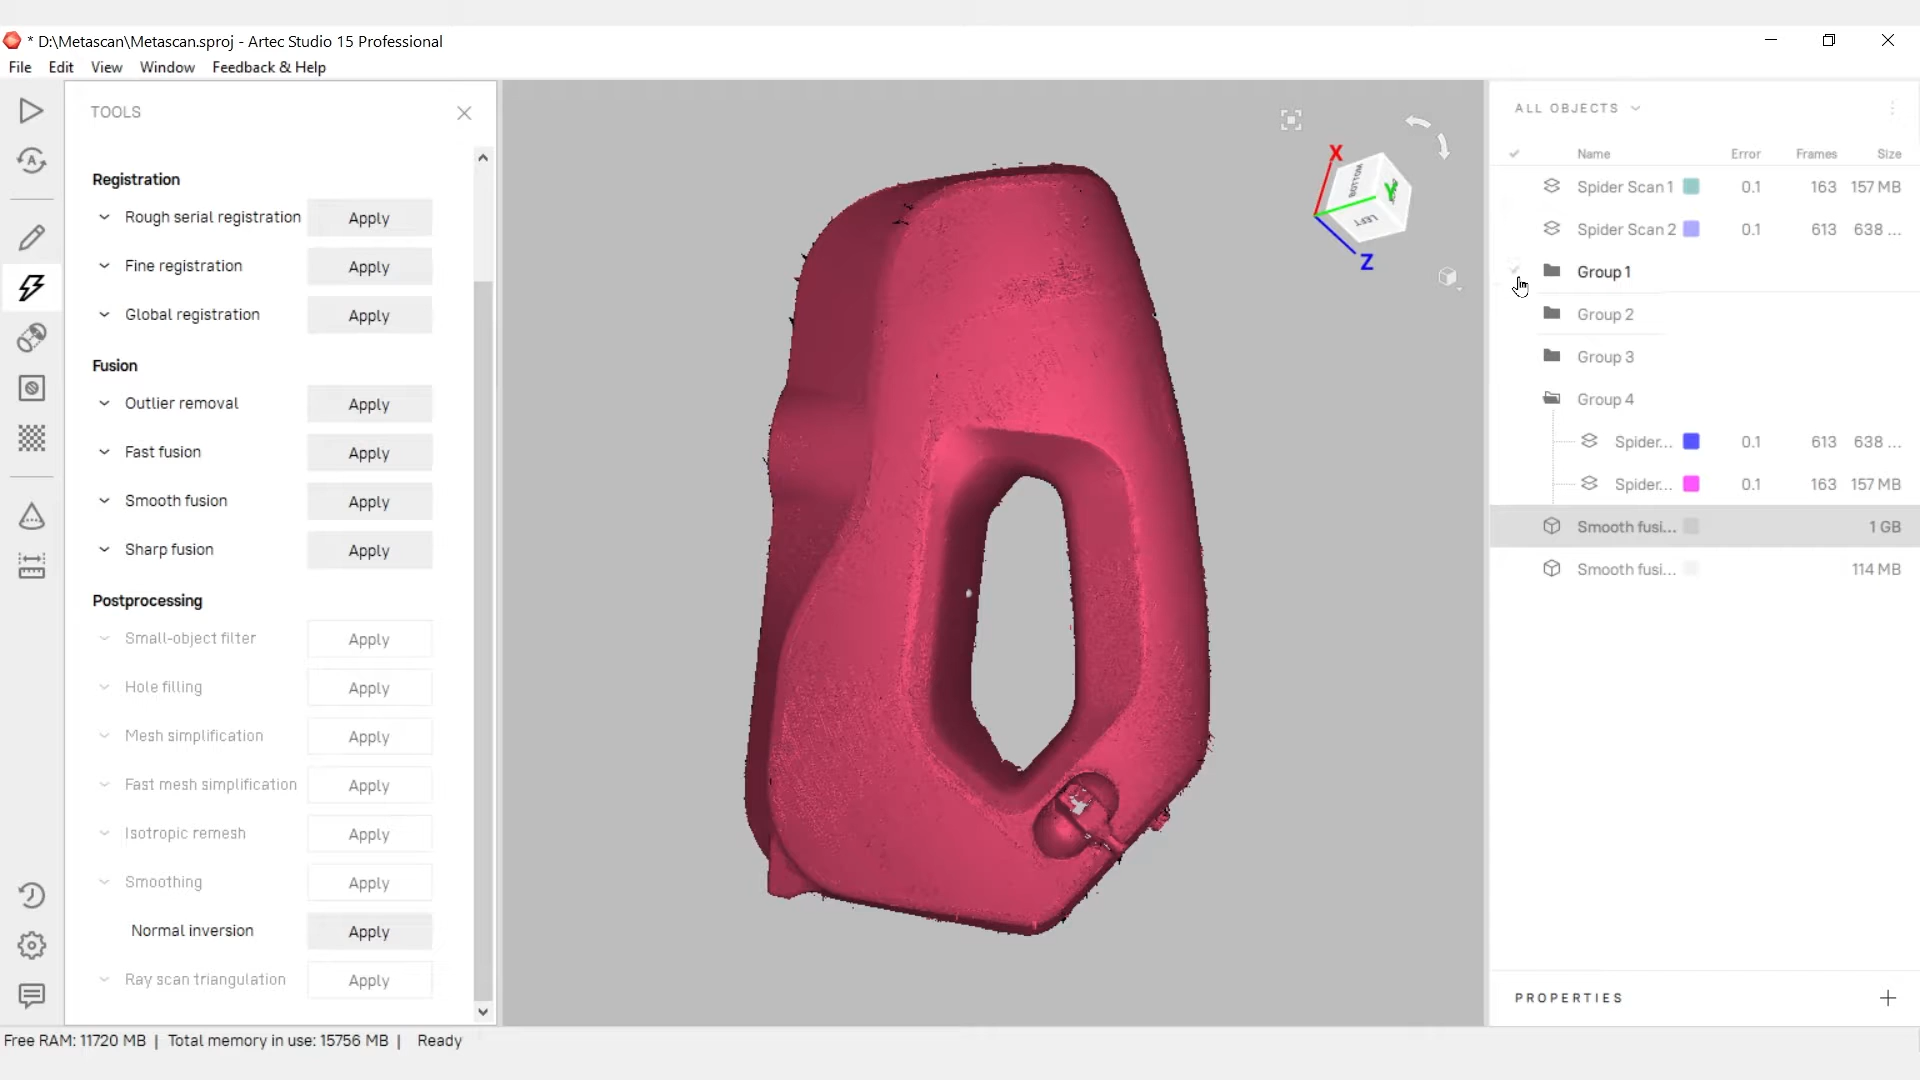 * D:\Metascan\Metascan.sproj - Artec Studio 15 Professional
File Edit View Window Feedback & Help
TOOLS
Registration
Rough serial registration Apply
Fine registration Apply
Global registration Apply
Fusion
Outlier removal Apply
Fast fusion Apply
Smooth fusion Apply
Sharp fusion Apply
Postprocessing
Small-object filter Apply
Hole filling Apply
Mesh simplification Apply
Fast mesh simplification Apply
Isotropic remesh Apply
Smoothing Apply
Normal inversion Apply
Ray scan triangulation Apply
X
BOTTOM
Y
LEFT
Z
ALL OBJECTS
Name Error Frames Size
Spider Scan 1 0.1 163 157 MB
Spider Scan 2 0.1 613 638 ...
Group 1
Group 2
Group 3
Group 4
Spider... 0.1 613 638 ...
Spider... 0.1 163 157 MB
Smooth fusi... 1 GB
Smooth fusi... 114 MB
PROPERTIES
Free RAM: 11720 MB | Total memory in use: 15756 MB | Ready